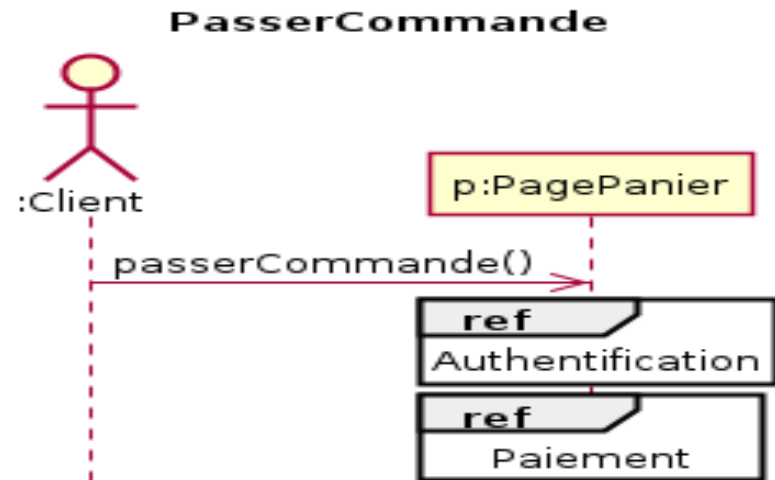 PasserCommande
:Client
p:PagePanier
passerCommande()
ref
Authentification
ref
Paiement